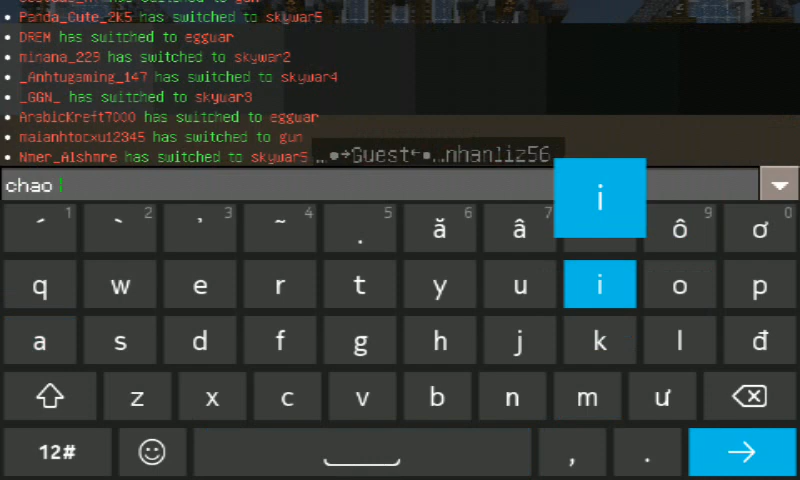 Panda_Cute_2k5 has switched to skywar5
DREM has switched to egguar
minana_229 has switched to skywar2
_Anhtugaming_147 has switched to skywar4
_GGN_ has switched to skywar3
ArabicKreft7000 has switched to egguar
maianhtocxu12345 has switched to gun
Nmer_Alshmre has switched to skywar5
…●→Guest←●…nhanliz56
chao
i
´ 1 ` 2 ̉ 3 ~ 4 . 5 ă 6 â 7 ô 9 ơ 0
q w e r t y u i o p
a s d f g h j k l đ
z x c v b n m ư
12# , .